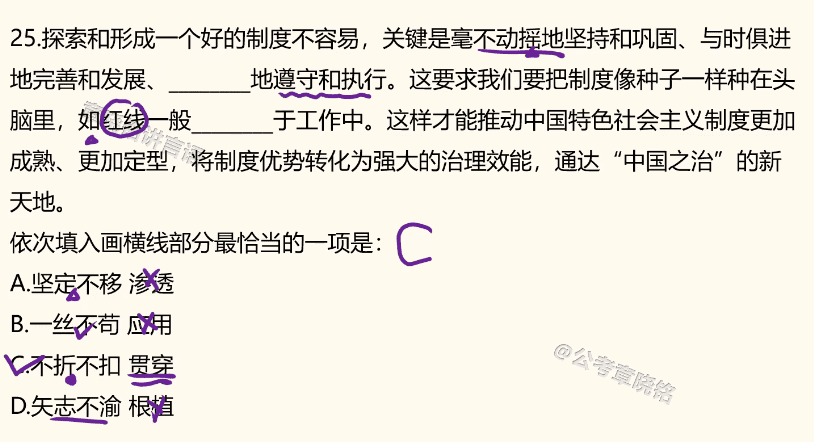 25.探索和形成一个好的制度不容易，关键是毫不动摇地坚持和巩固、与时俱进
地完善和发展、________地遵守和执行。这要求我们要把制度像种子一样种在头
脑里，如红线一般________于工作中。这样才能推动中国特色社会主义制度更加
成熟、更加定型，将制度优势转化为强大的治理效能，通达“中国之治”的新
天地。
依次填入画横线部分最恰当的一项是： C
A.坚定不移 渗透
B.一丝不苟 应用
C.不折不扣 贯穿
D.矢志不渝 根植
@公考章晓铭